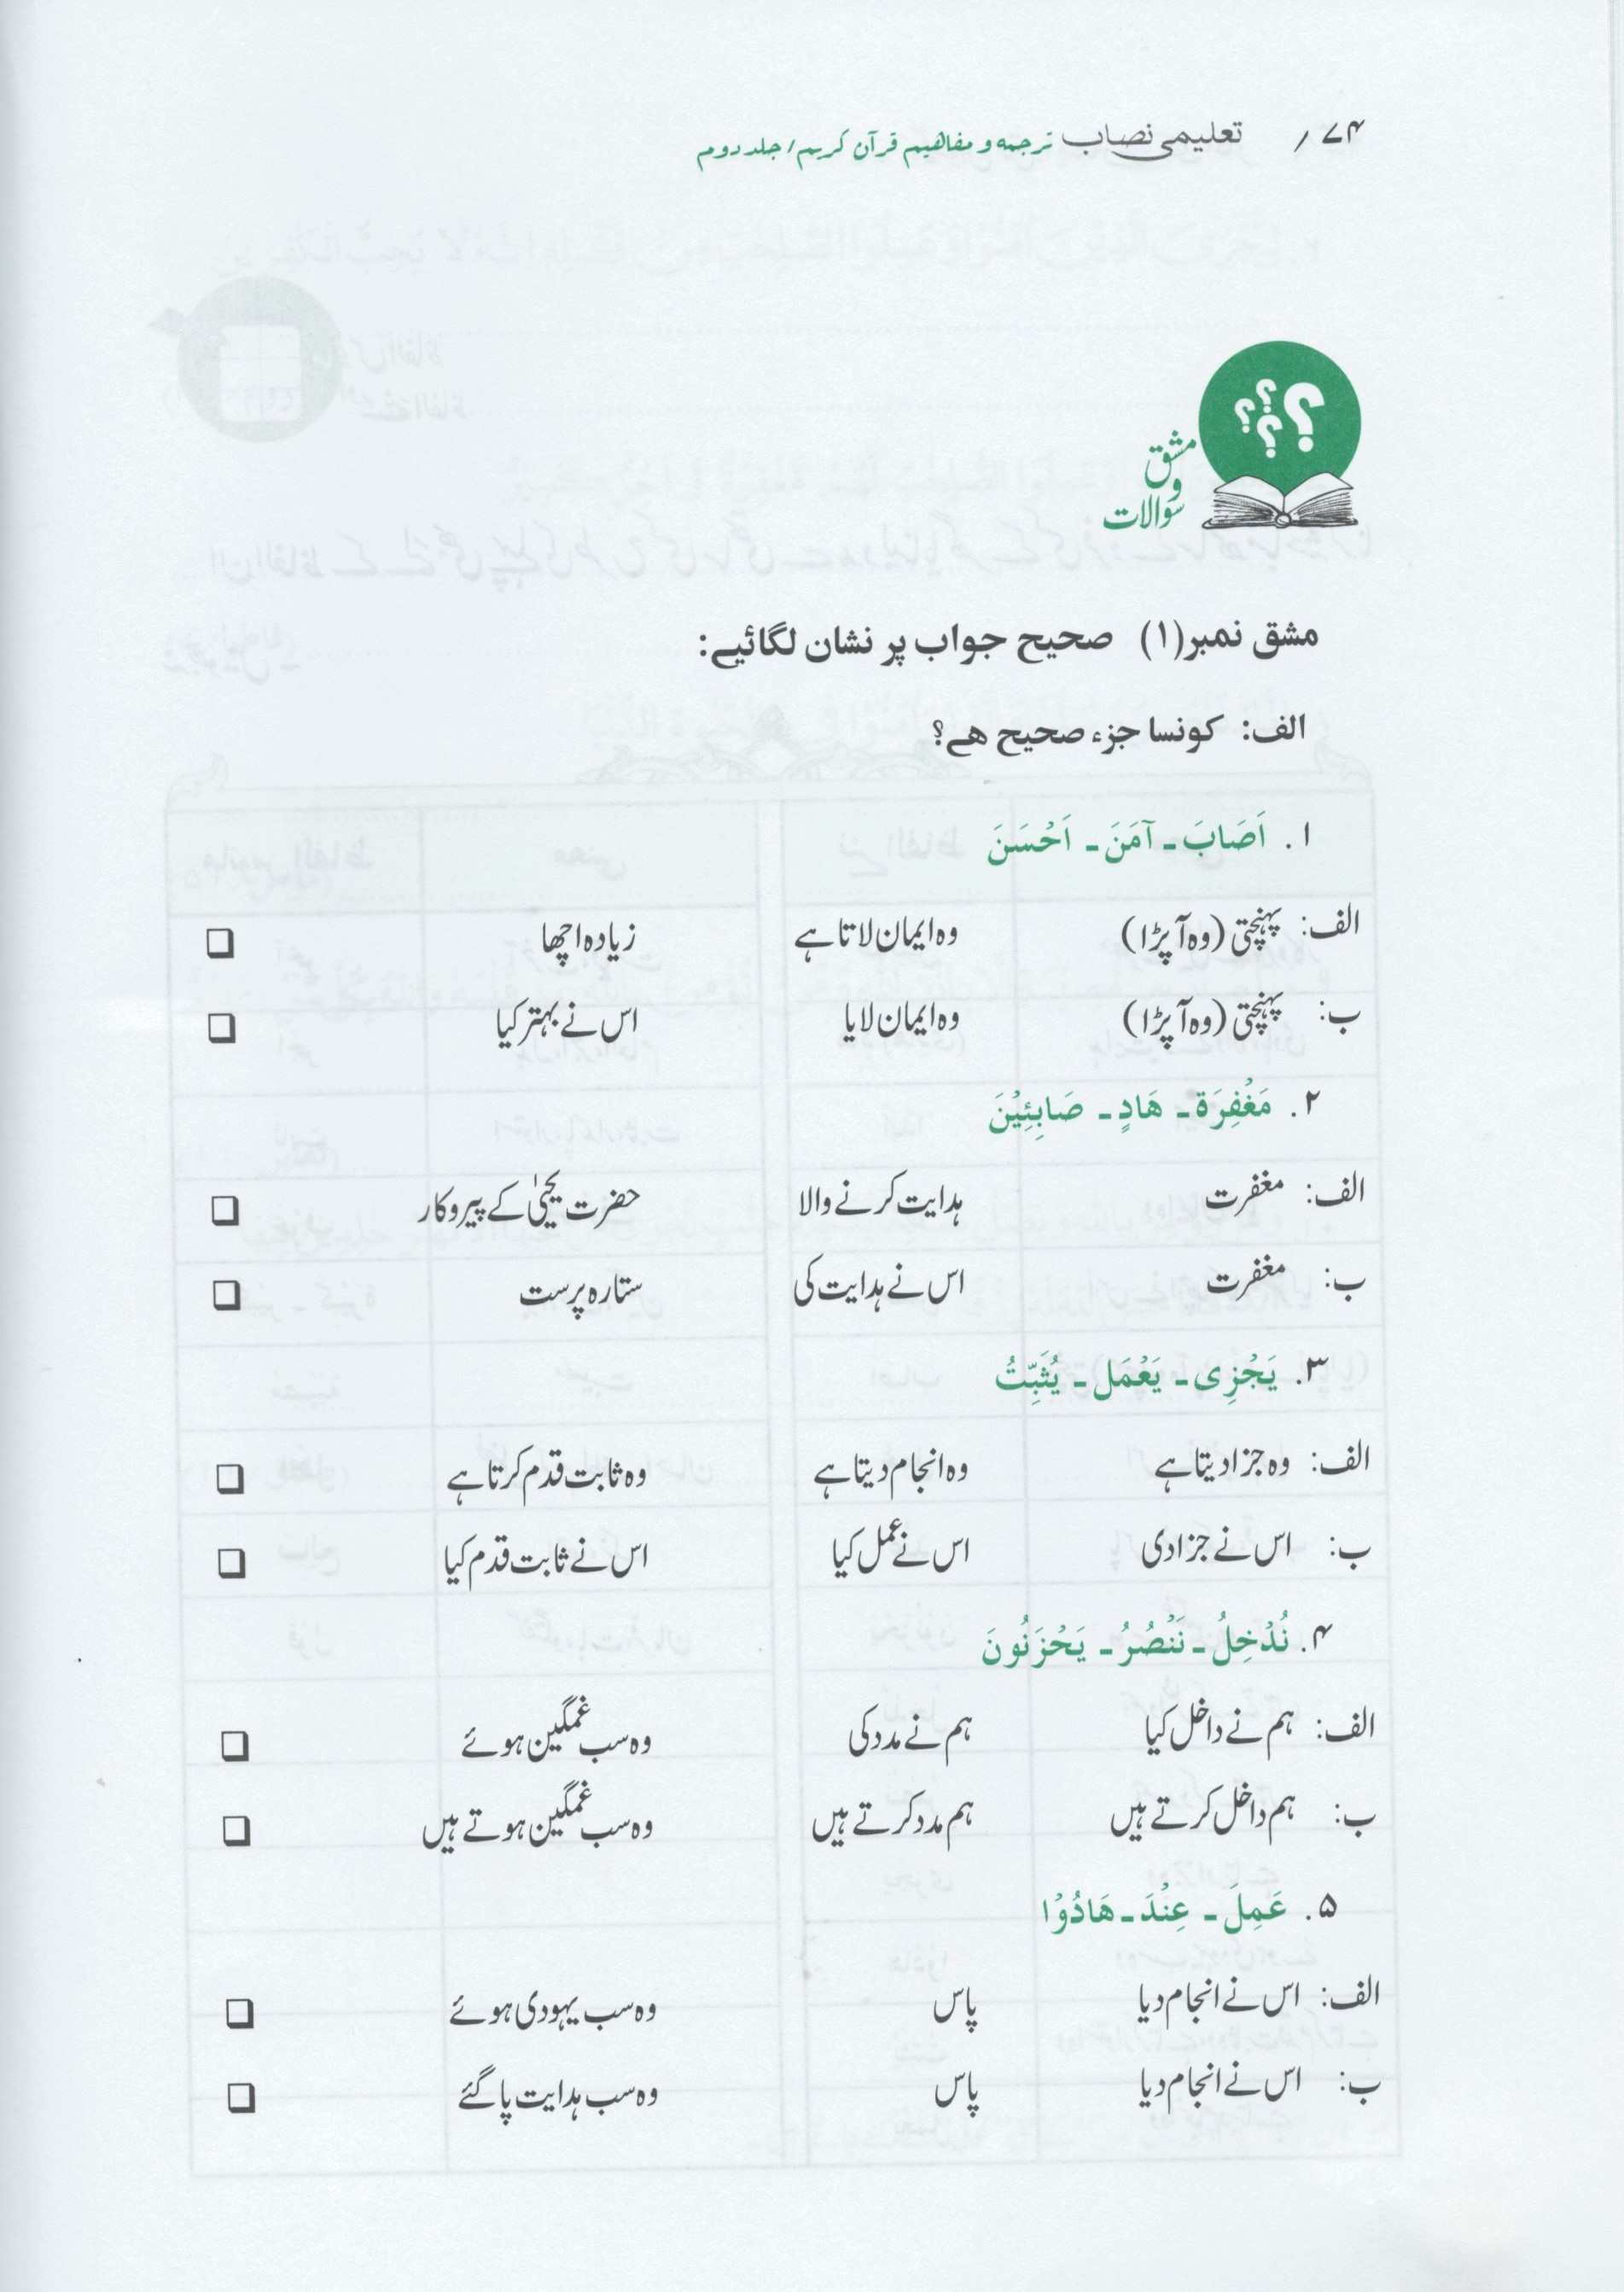 ۷۴ / تعلیمی نصاب ترجمہ و مفاہیم قرآن کریم / جلد دوم
مشق
و
سوالات
مشق نمبر(۱) صحیح جواب پر نشان لگائیے:
الف: کونسا جزء صحیح ھے؟
۱. اَصَابَ ـ آمَنَ ـ اَحْسَنَ
الف: پہنچتی (وہ آ پڑا) وہ ایمان لاتا ہے زیادہ اچھا
ب: پہنچتی (وہ آ پڑا) وہ ایمان لایا اس نے بہتر کیا
۲. مَغْفِرَة ـ هَادٍ ـ صَابِئِيْنَ
الف: مغفرت ہدایت کرنے والا حضرت یحییٰ کے پیروکار
ب: مغفرت اس نے ہدایت کی ستارہ پرست
۳. يَجْزِى ـ يَعْمَل ـ يُثَبِّتُ
الف: وہ جزا دیتا ہے وہ انجام دیتا ہے وہ ثابت قدم کرتا ہے
ب: اس نے جزا دی اس نے عمل کیا اس نے ثابت قدم کیا
۴. نُدْخِلُ ـ نَنْصُرُ ـ يَحْزَنُونَ
الف: ہم نے داخل کیا ہم نے مدد کی وہ سب غمگین ہوئے
ب: ہم داخل کرتے ہیں ہم مدد کرتے ہیں وہ سب غمگین ہوتے ہیں
۵. عَمِلَ ـ عِنْدَ ـ هَادُوْا
الف: اس نے انجام دیا پاس وہ سب یہودی ہوئے
ب: اس نے انجام دیا پاس وہ سب ہدایت پا گئے